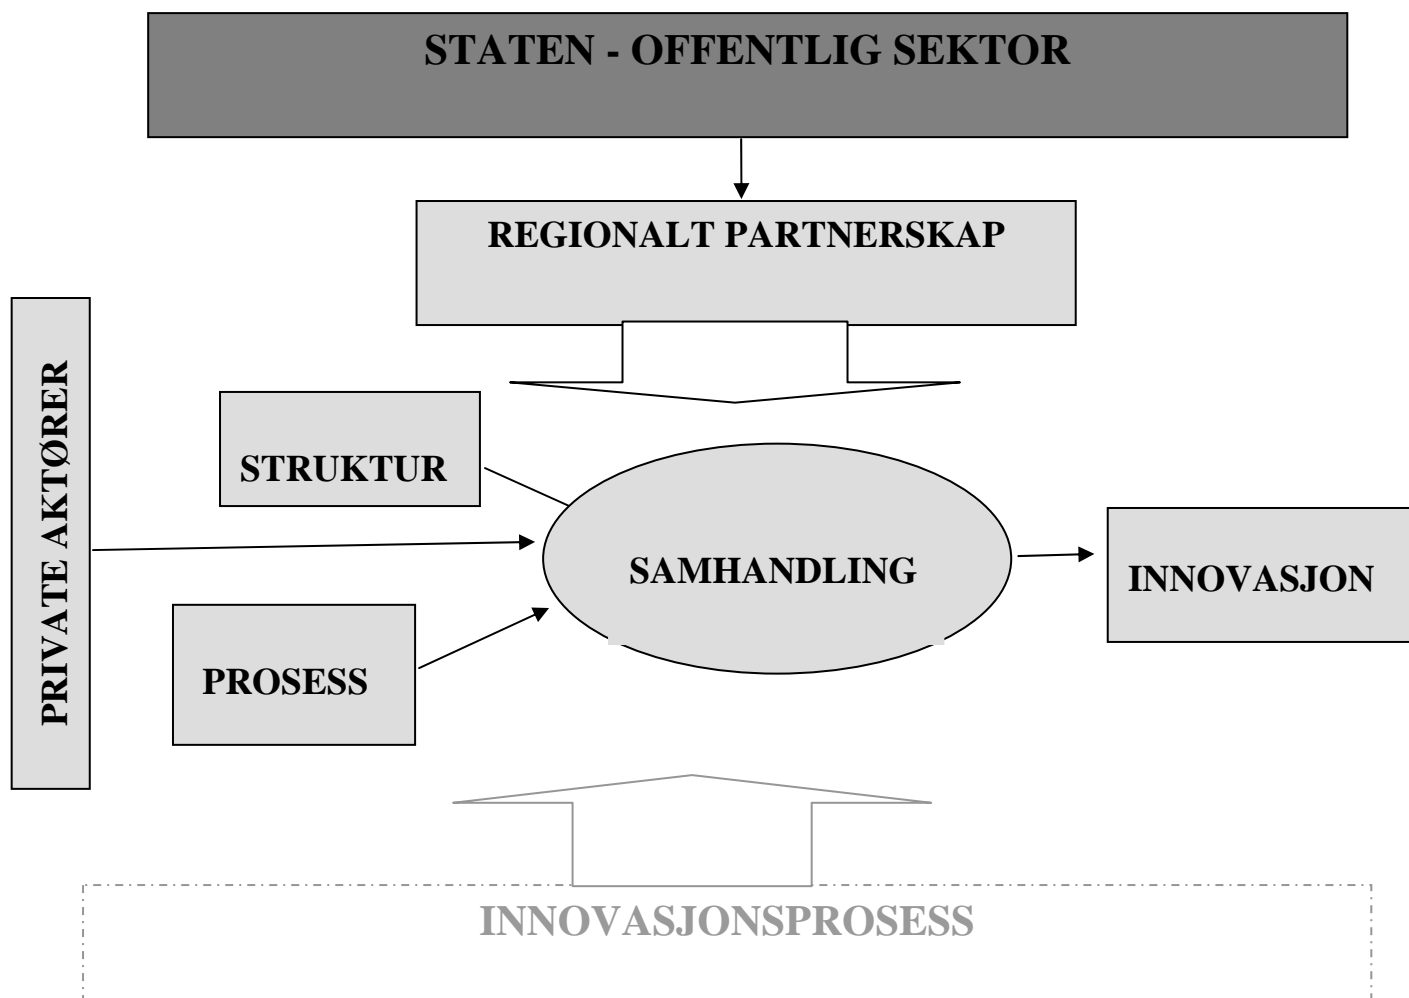 STATEN - OFFENTLIG SEKTOR
REGIONALT PARTNERSKAP
PRIVATE AKTØRER
STRUKTUR
SAMHANDLING
INNOVASJON
PROSESS
INNOVASJONSPROSESS